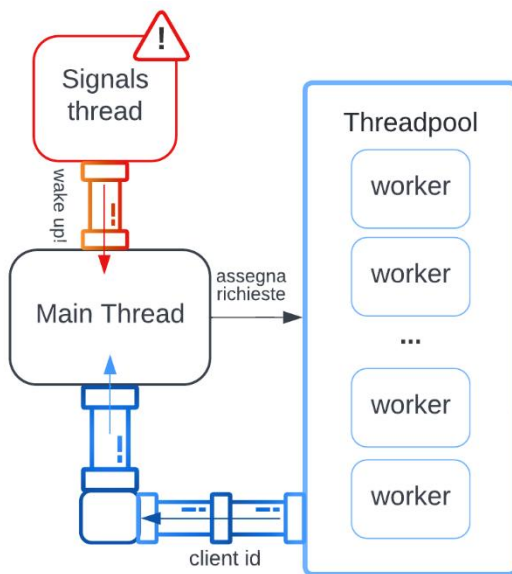 !
Signals
thread
wake up!
Main Thread
assegna
richieste
Threadpool
worker
worker
...
worker
worker
client id